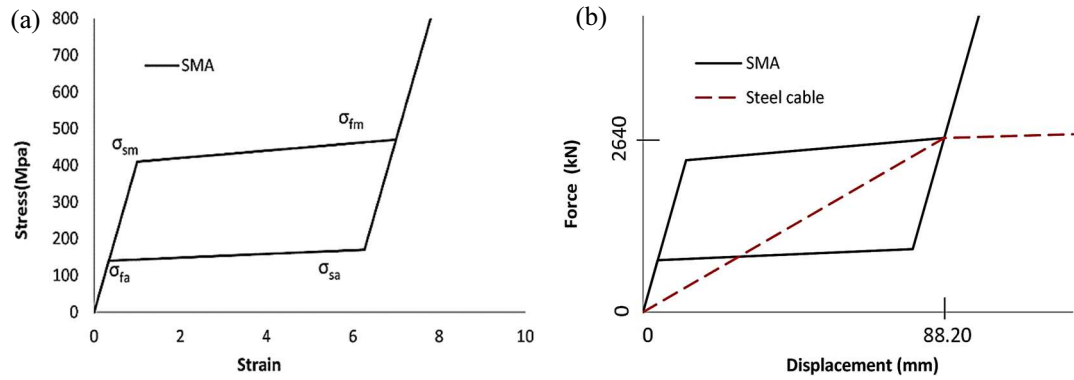 (a)
800
700
600
500
400
300
200
100
0
Stress(Mpa)
SMA
σsm
σfm
σfa
σsa
0 2 4 6 8 10
Strain
(b)
SMA
Steel cable
2640
0
Force (kN)
0 88.20
Displacement (mm)